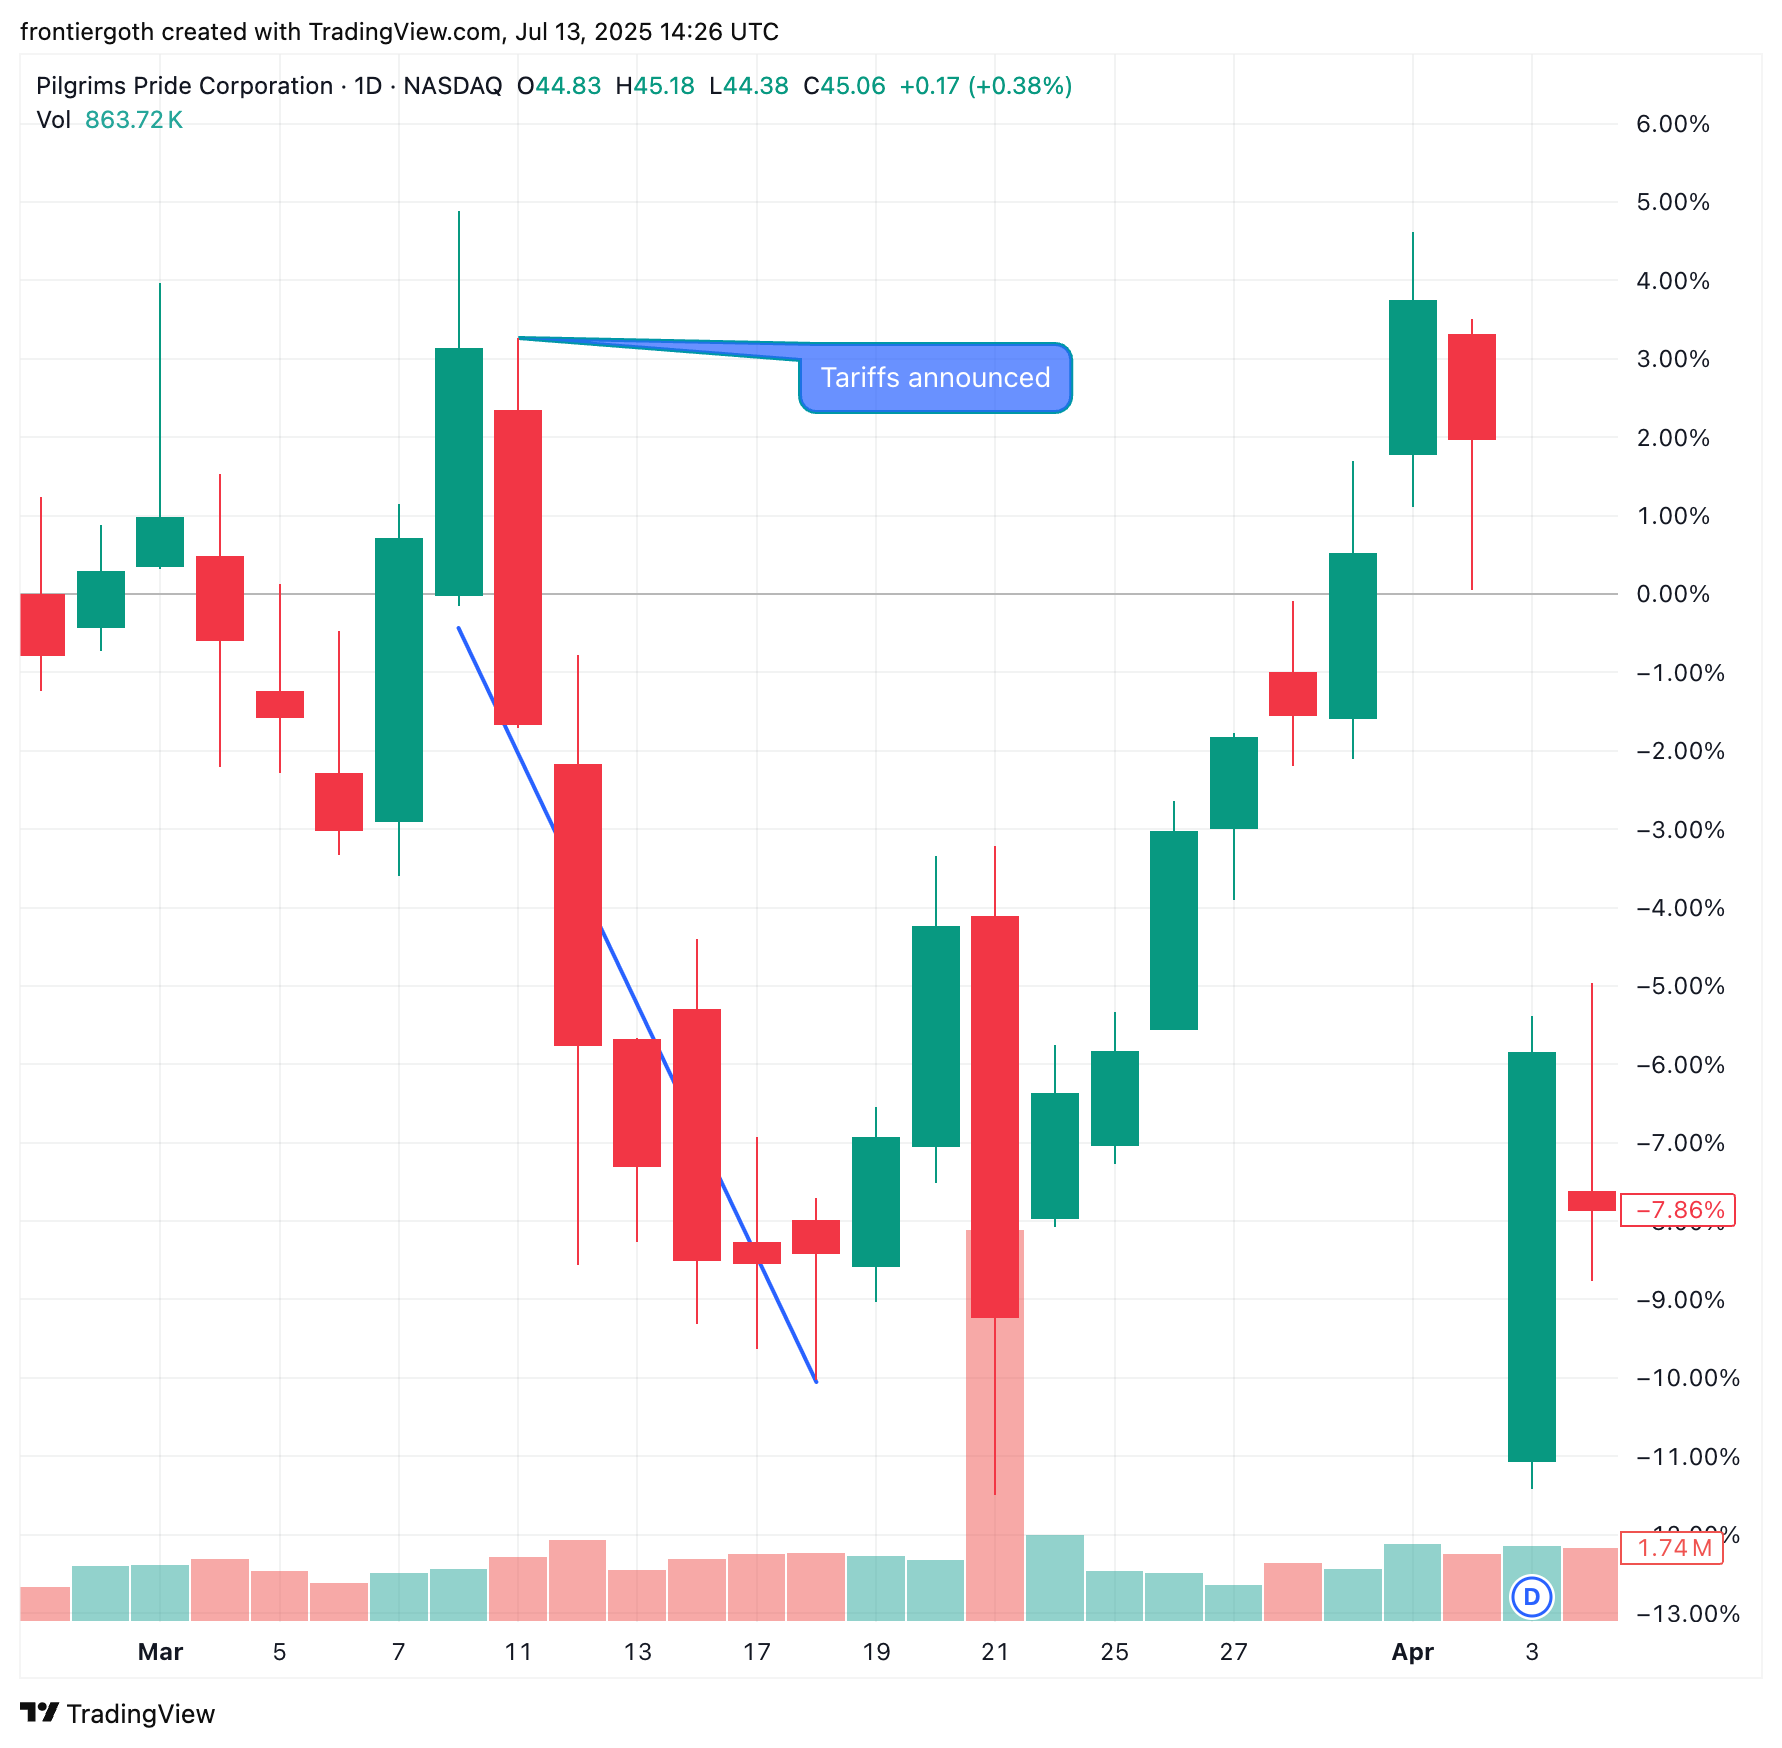 frontiergoth created with TradingView.com, Jul 13, 2025 14:26 UTC
Pilgrims Pride Corporation · 1D · NASDAQ O44.83 H45.18 L44.38 C45.06 +0.17 (+0.38%)
Vol 863.72 K
6.00%
5.00%
4.00%
3.00%
Tariffs announced
2.00%
1.00%
0.00%
−1.00%
−2.00%
−3.00%
−4.00%
−5.00%
−6.00%
−7.00%
−7.86%
−9.00%
−10.00%
−11.00%
1.74 M
D
−13.00%
Mar 5 7 11 13 17 19 21 25 27 Apr 3
TradingView